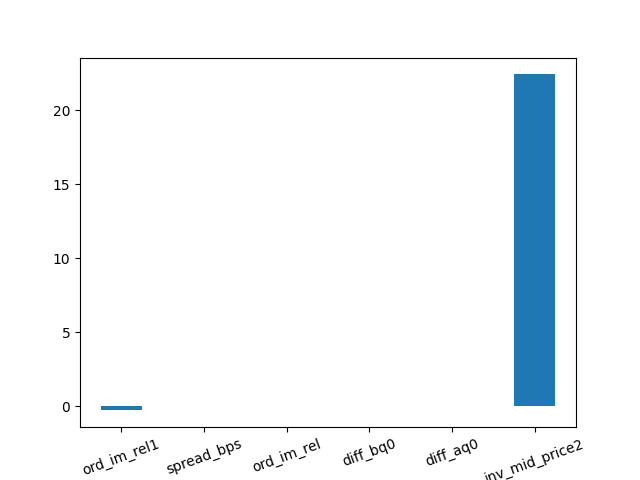 20
15
10
5
0
ord_im_rel1
spread_bps
ord_im_rel
diff_bq0
diff_aq0
inv_mid_price2